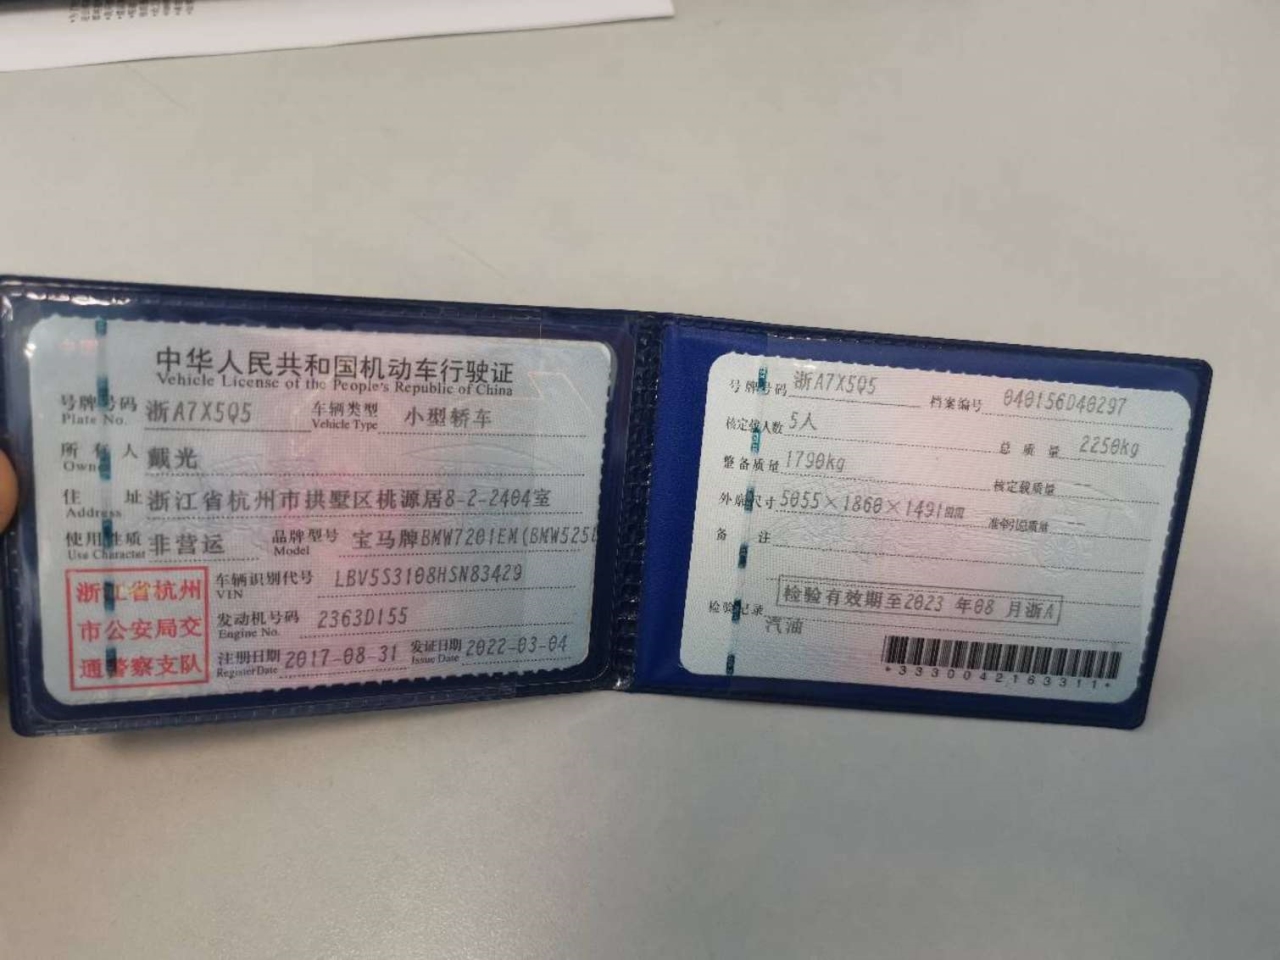 中华人民共和国机动车行驶证
Vehicle License of the People's Republic of China
号牌号码 浙A7X5Q5 车辆类型 小型轿车
Plate No. Vehicle Type
所有人 戴光
Owner
住址 浙江省杭州市拱墅区桃源居8-2-2404室
Address
使用性质 非营运 品牌型号 宝马牌BMW7201EM(BMW525L
Use Character Model
浙江省杭州
市公安局交
通警察支队
车辆识别代号 LBV5S3108HSN83429
VIN
发动机号码 2363D155
Engine No.
注册日期 2017-08-31 发证日期 2022-03-04
Register Date Issue Date
号牌号码 浙A7X5Q5 档案编号 040156D40297
核定载人数 5人 总质量 2250kg
整备质量 1790kg 核定载质量 --
外廓尺寸 5055×1860×1491mm 准牵引总质量 --
备注
检验有效期至2023 年08 月浙A
检验记录
汽油
*3330042163311*